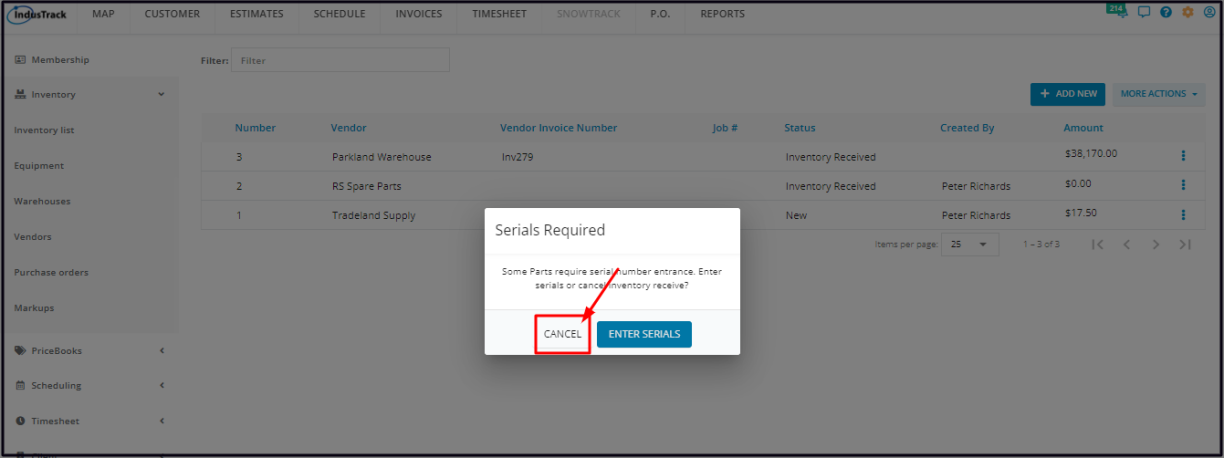 indusTrack MAP CUSTOMER ESTIMATES SCHEDULE INVOICES TIMESHEET SNOWTRACK P.O. REPORTS 214
Membership
Filter: Filter
Inventory
+ ADD NEW MORE ACTIONS
Inventory list
Number Vendor Vendor Invoice Number Job # Status Created By Amount
3 Parkland Warehouse Inv279 Inventory Received $38,170.00
Equipment
2 RS Spare Parts Inventory Received Peter Richards $0.00
Warehouses
1 Tradeland Supply New Peter Richards $17.50
Vendors
Items per page: 25 1 – 3 of 3
Purchase orders
Markups
PriceBooks
Scheduling
Timesheet
Serials Required
Some Parts require serial number entrance. Enter
serials or cancel inventory receive?
CANCEL ENTER SERIALS